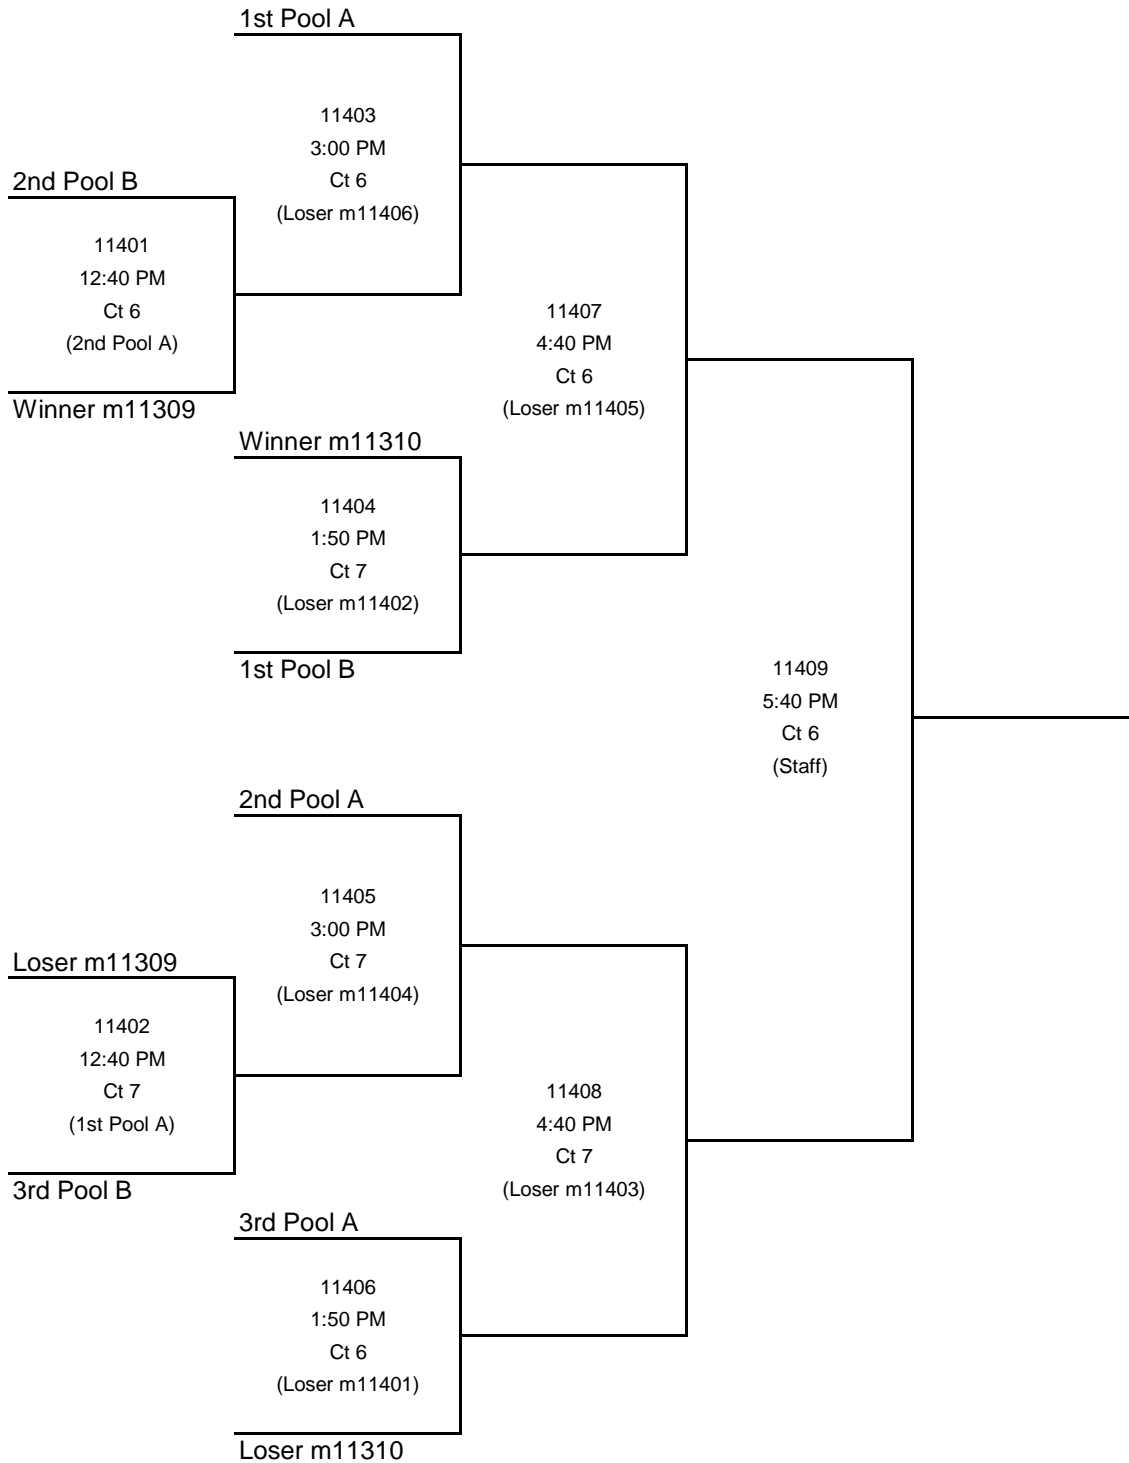 1st Pool A
11403
3:00 PM
Ct 6
(Loser m11406)
2nd Pool B
11401
12:40 PM
Ct 6
(2nd Pool A)
Winner m11309
11407
4:40 PM
Ct 6
(Loser m11405)
Winner m11310
11404
1:50 PM
Ct 7
(Loser m11402)
1st Pool B
11409
5:40 PM
Ct 6
(Staff)
2nd Pool A
11405
3:00 PM
Ct 7
(Loser m11404)
Loser m11309
11402
12:40 PM
Ct 7
(1st Pool A)
3rd Pool B
11408
4:40 PM
Ct 7
(Loser m11403)
3rd Pool A
11406
1:50 PM
Ct 6
(Loser m11401)
Loser m11310